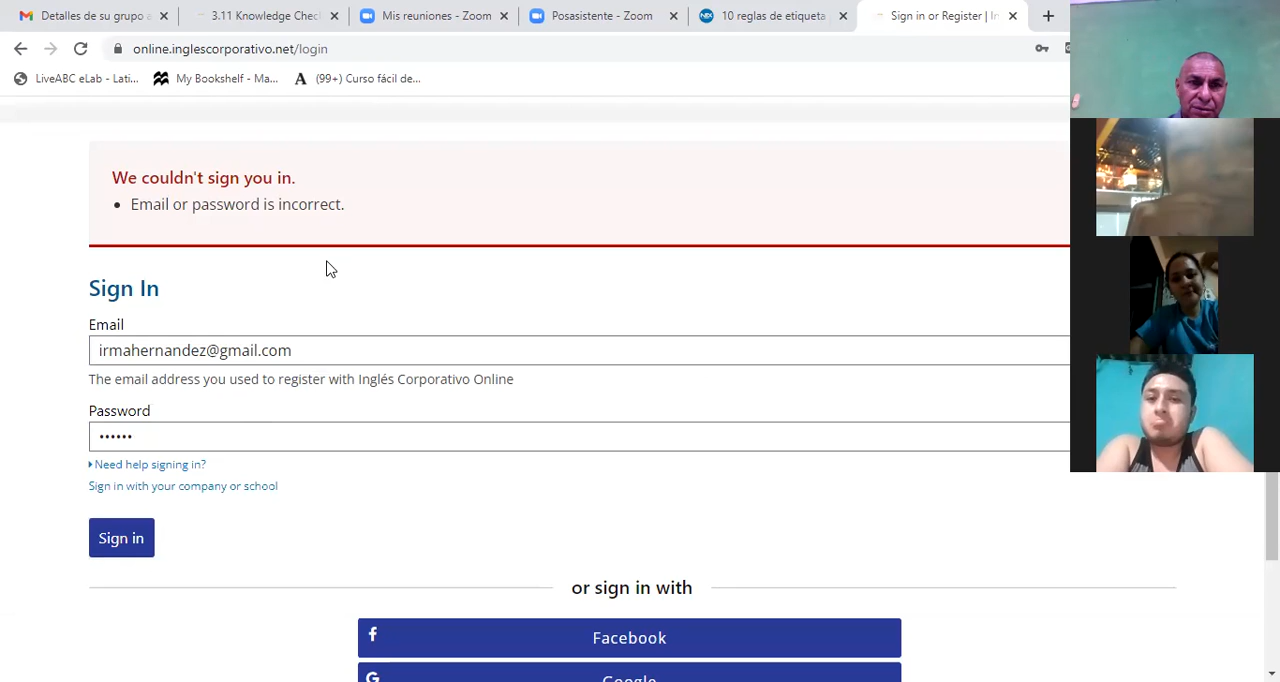 Detalles de su grupo
3.11 Knowledge Chec
Mis reuniones - Zoom
Posasistente - Zoom
10 reglas de etiqueta
Sign in or Register | In
online.inglescorporativo.net/login
LiveABC eLab - Lati...
My Bookshelf - Ma...
A (99+) Curso fácil de...
We couldn't sign you in.
• Email or password is incorrect.
Sign In
Email
irmahernandez@gmail.com
The email address you used to register with Inglés Corporativo Online
Password
••••••
Need help signing in?
Sign in with your company or school
Sign in
or sign in with
Facebook
Google